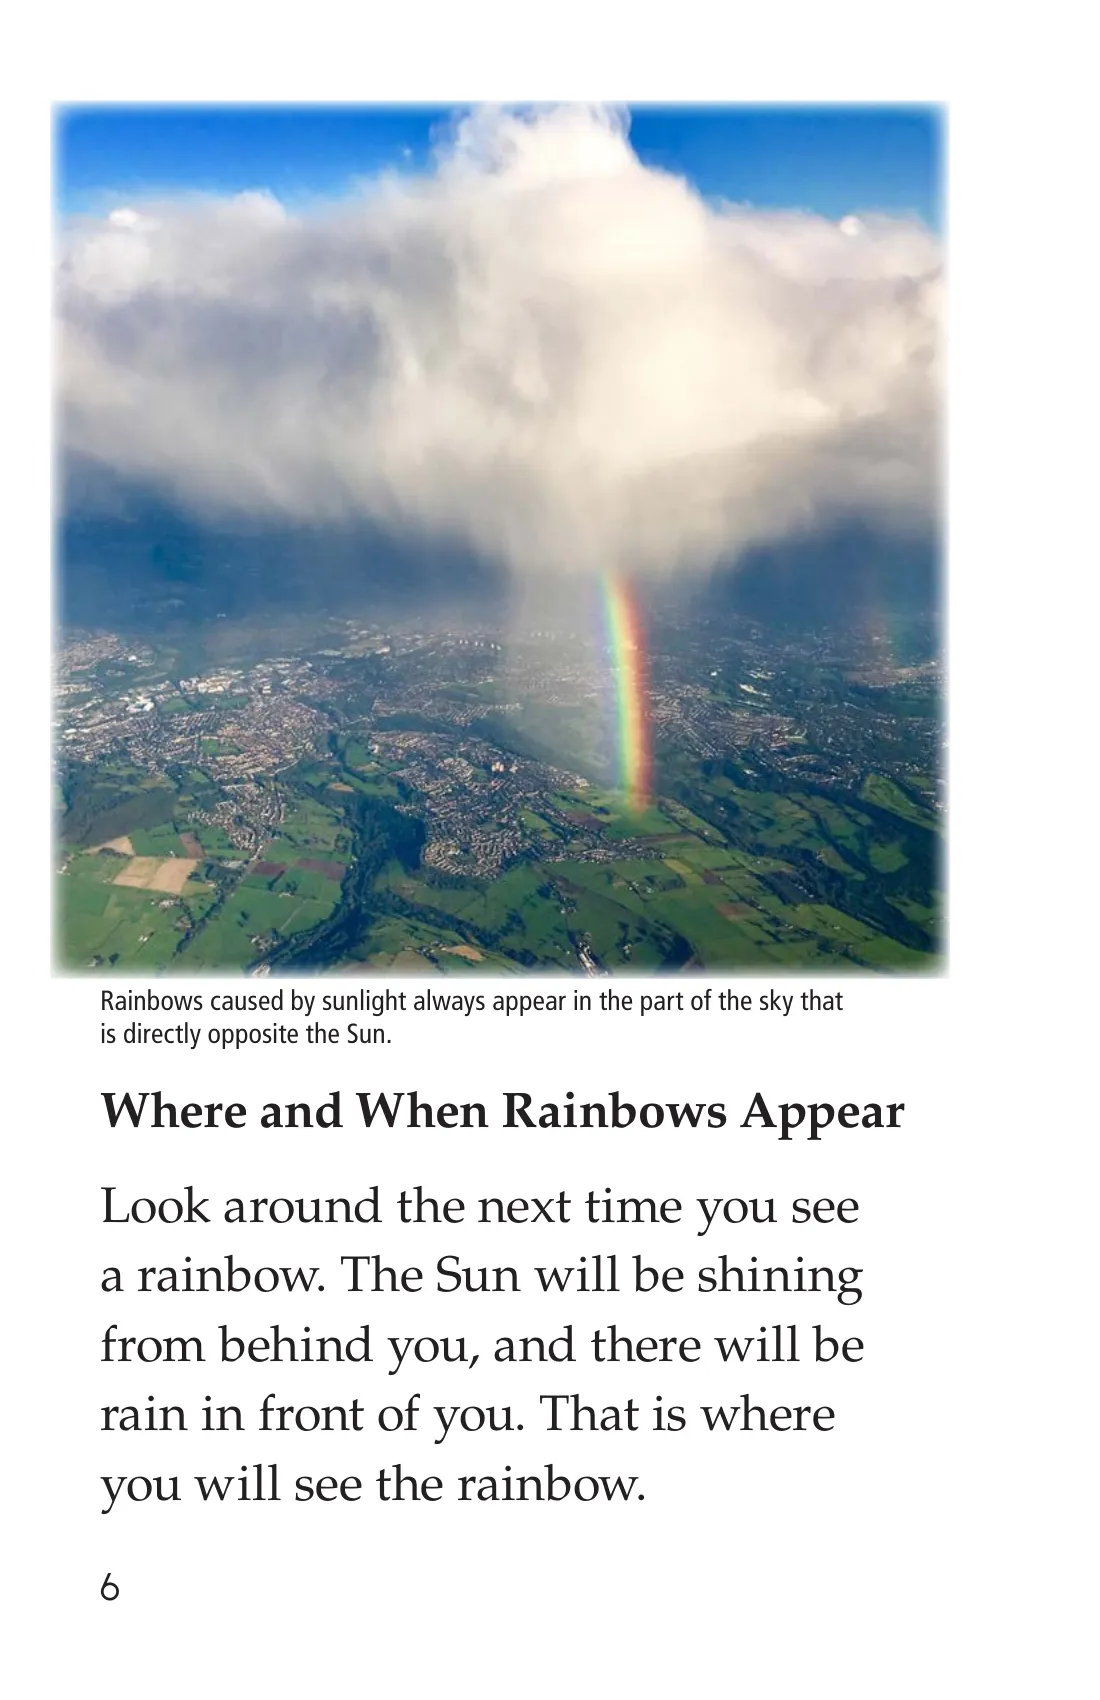 Rainbows caused by sunlight always appear in the part of the sky that
is directly opposite the Sun.
Where and When Rainbows Appear
Look around the next time you see
a rainbow. The Sun will be shining
from behind you, and there will be
rain in front of you. That is where
you will see the rainbow.
6